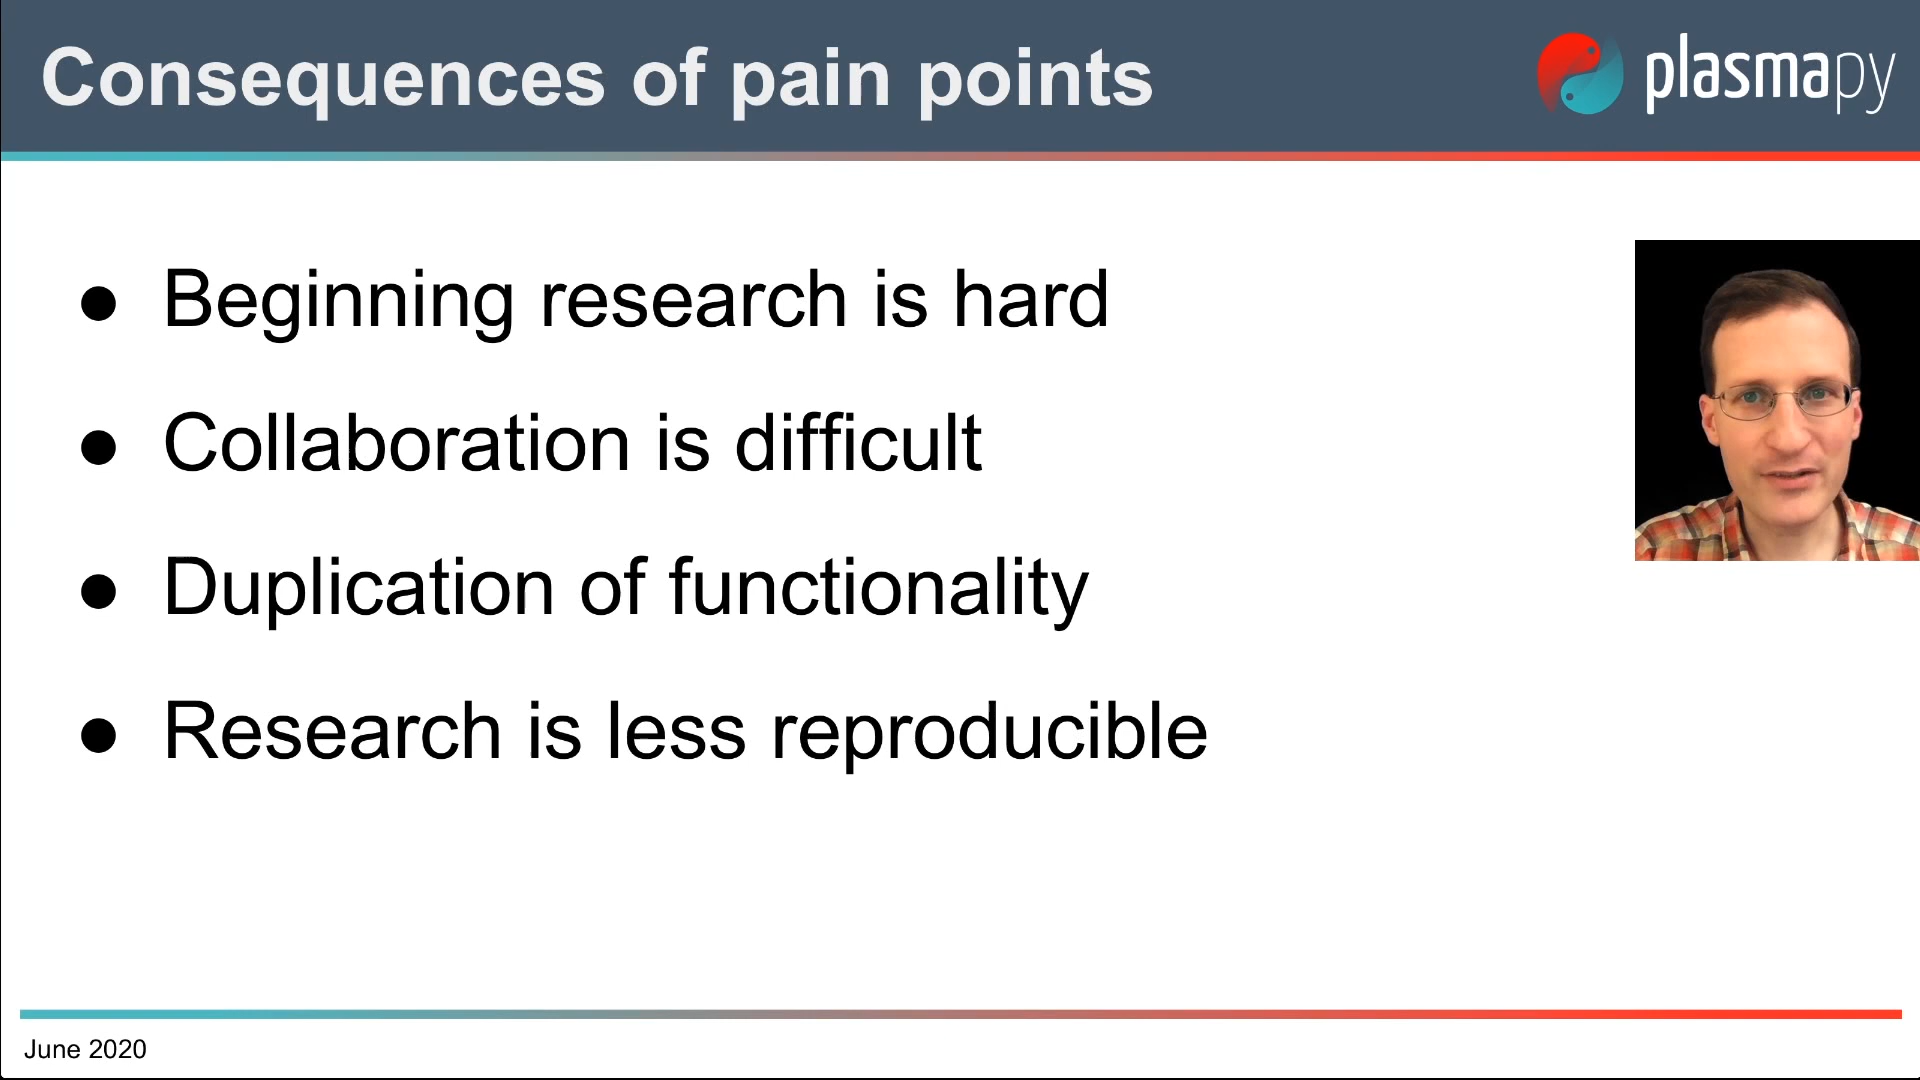 Consequences of pain points
plasmapy
● Beginning research is hard
● Collaboration is difficult
● Duplication of functionality
● Research is less reproducible
June 2020